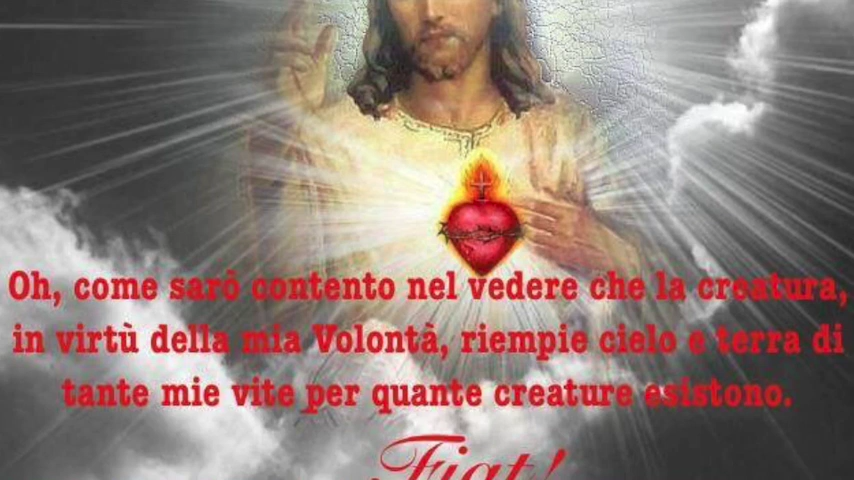 Oh, come sarò contento nel vedere che la creatura,
in virtù della mia Volontà, riempie cielo e terra di
tante mie vite per quante creature esistono.
Fiat!